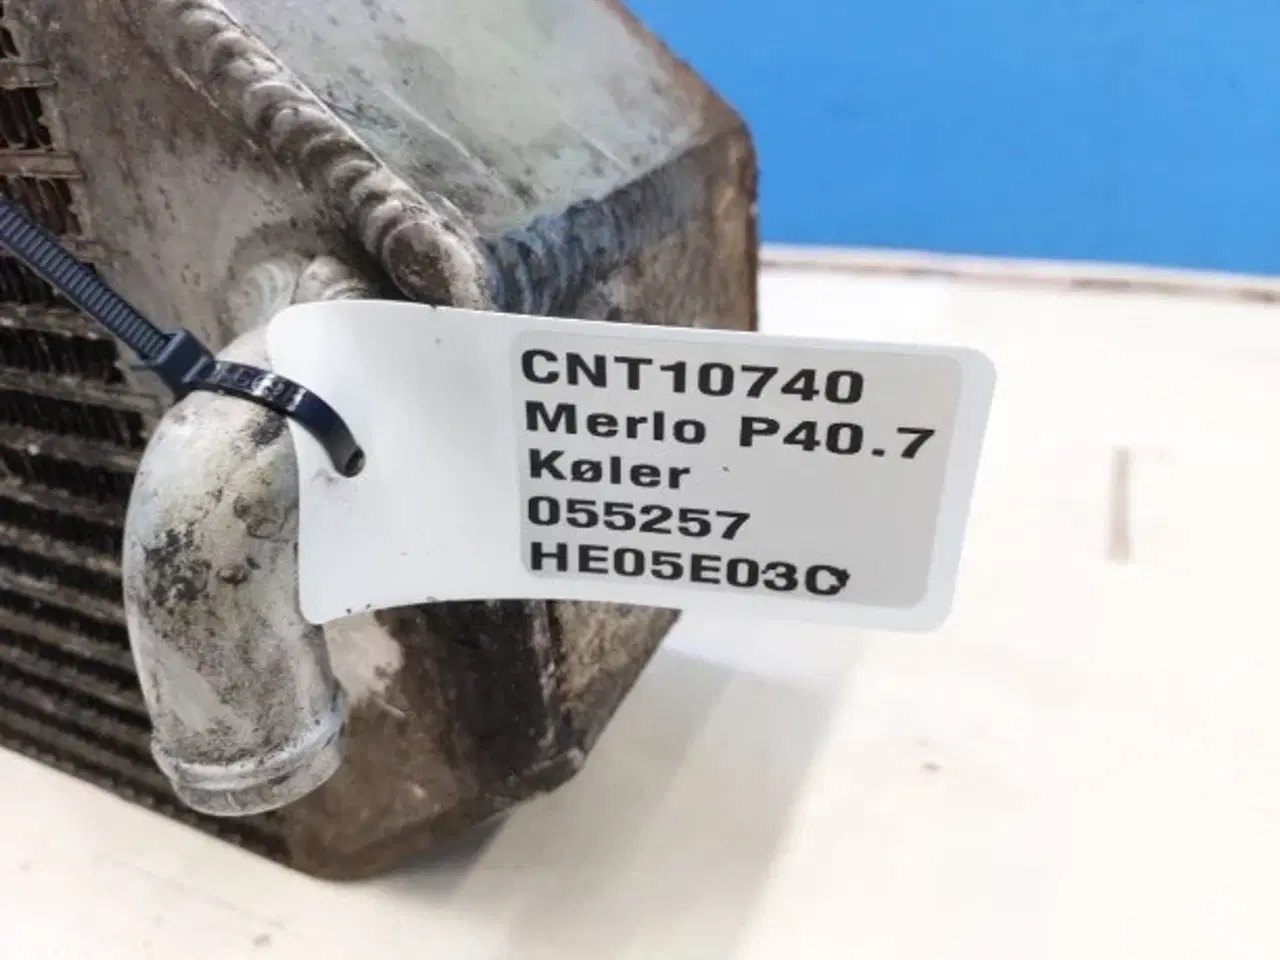 CNT10740
Merlo P40.7
Køler
055257
HE05E03C